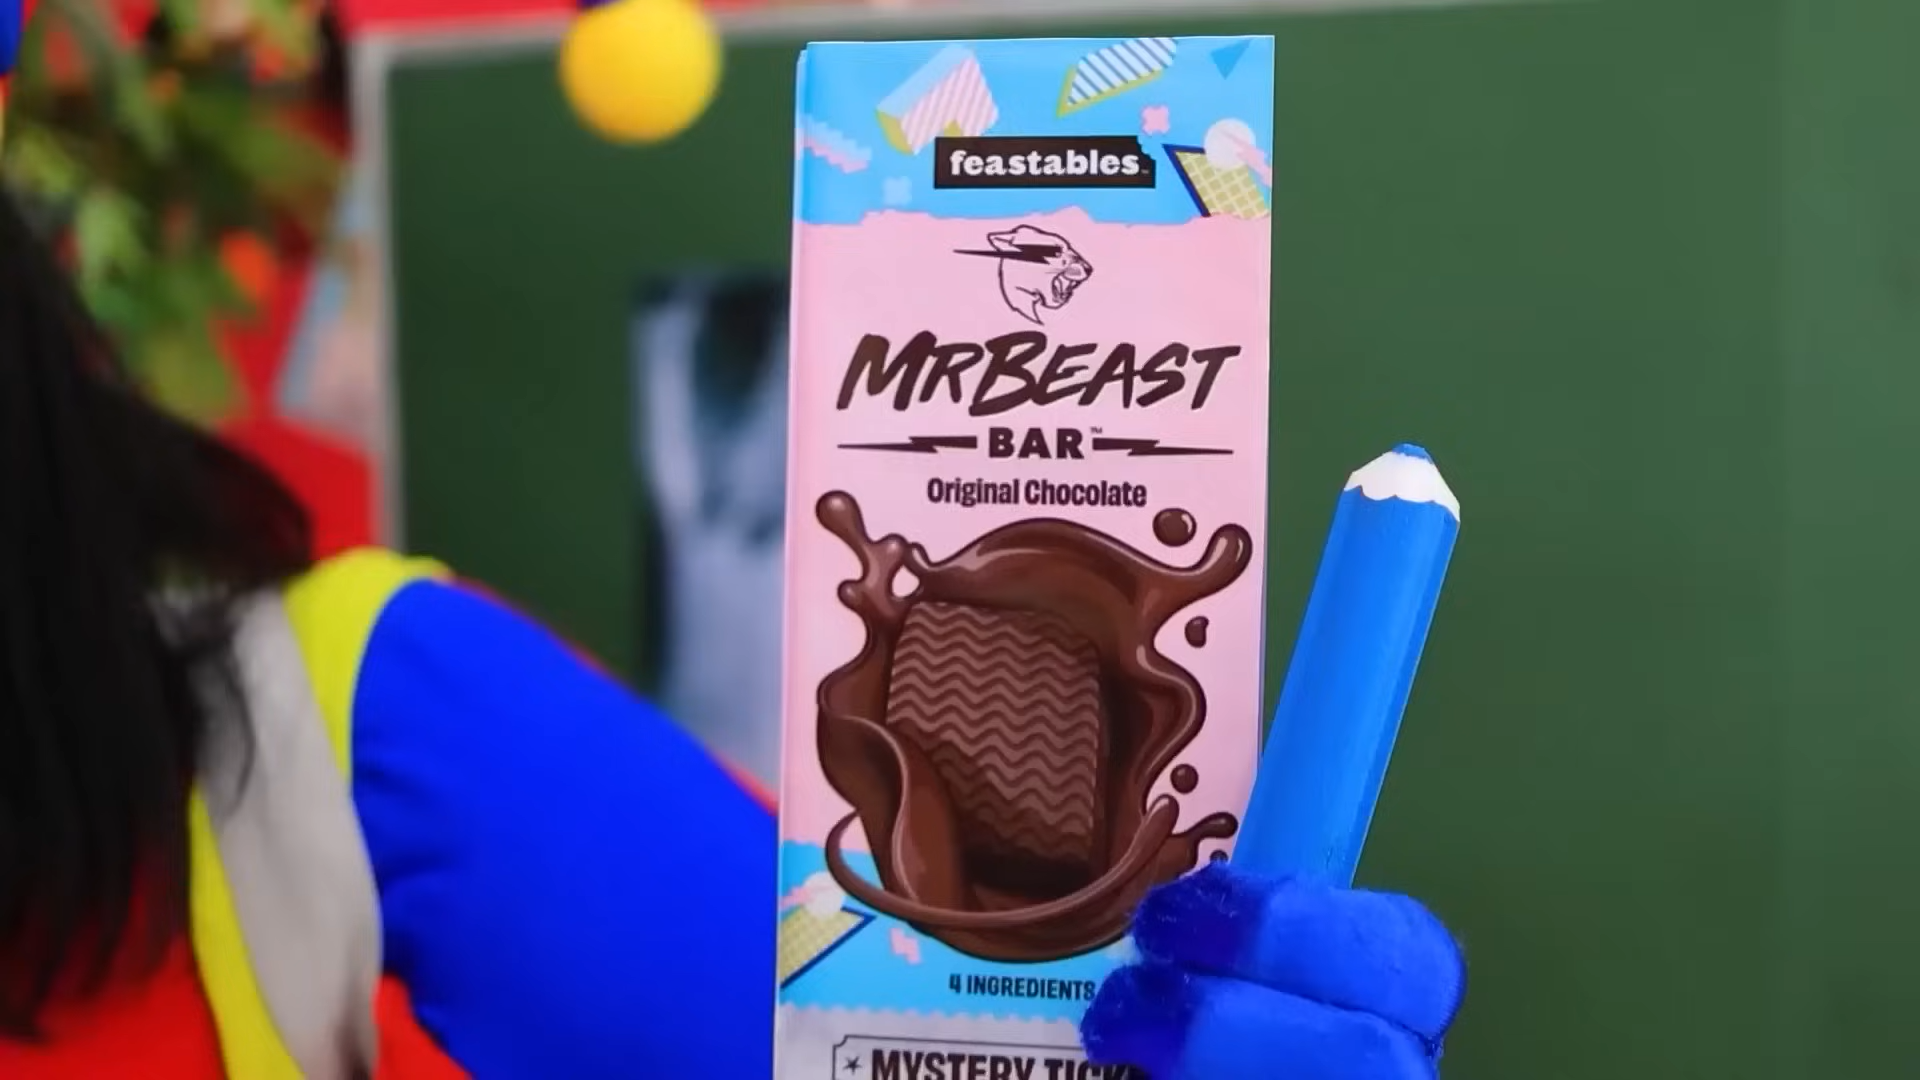 feastables
MRBEAST
BAR™
Original Chocolate
4 INGREDIENTS
MYSTERY